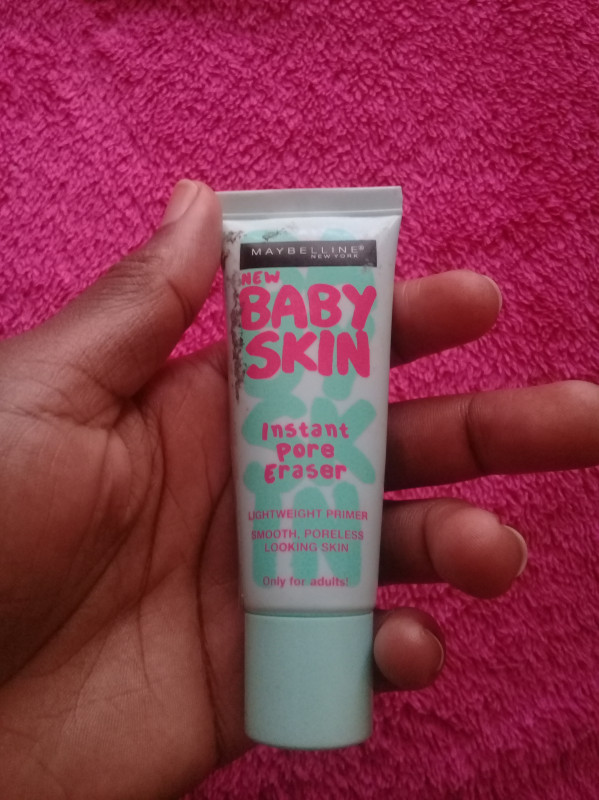 MAYBELLINE®
NEW YORK
NEW
BABY
SKIN
Instant
Pore
Eraser
LIGHTWEIGHT PRIMER
SMOOTH, PORELESS
LOOKING SKIN
Only for adults!